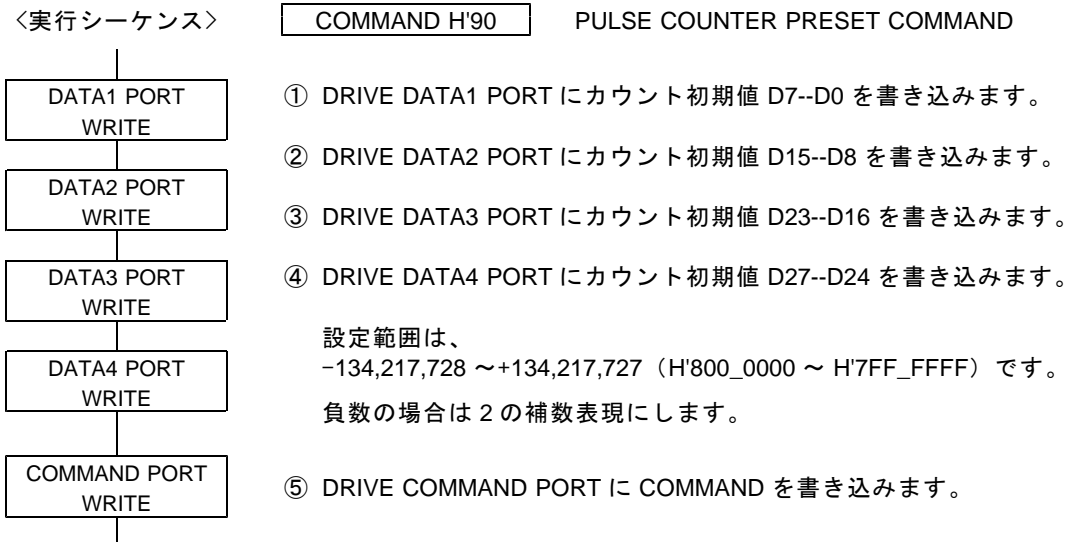 〈実行シーケンス〉 COMMAND H'90 PULSE COUNTER PRESET COMMAND
DATA1 PORT
WRITE
① DRIVE DATA1 PORT にカウント初期値 D7--D0 を書き込みます。
② DRIVE DATA2 PORT にカウント初期値 D15--D8 を書き込みます。
DATA2 PORT
WRITE
③ DRIVE DATA3 PORT にカウント初期値 D23--D16 を書き込みます。
DATA3 PORT
WRITE
④ DRIVE DATA4 PORT にカウント初期値 D27--D24 を書き込みます。
設定範囲は、
−134,217,728 ～+134,217,727（H'800_0000 ～ H'7FF_FFFF）です。
DATA4 PORT
WRITE
負数の場合は 2 の補数表現にします。
COMMAND PORT
WRITE
⑤ DRIVE COMMAND PORT に COMMAND を書き込みます。